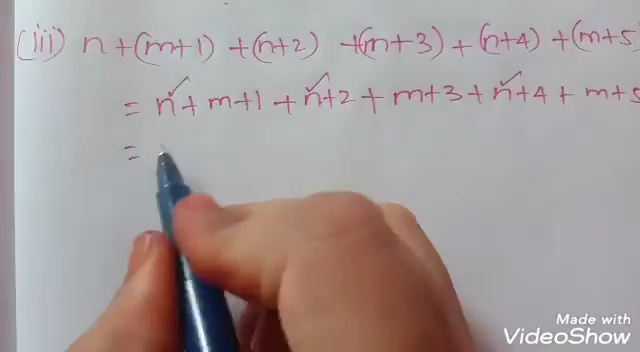 (iii) n+(m+1) +(n+2) +(m+3) + (n+4) +(m+5
= n + m+1 + n+2 + m+3 + n+4 + m+5
=
Made with
VideoShow